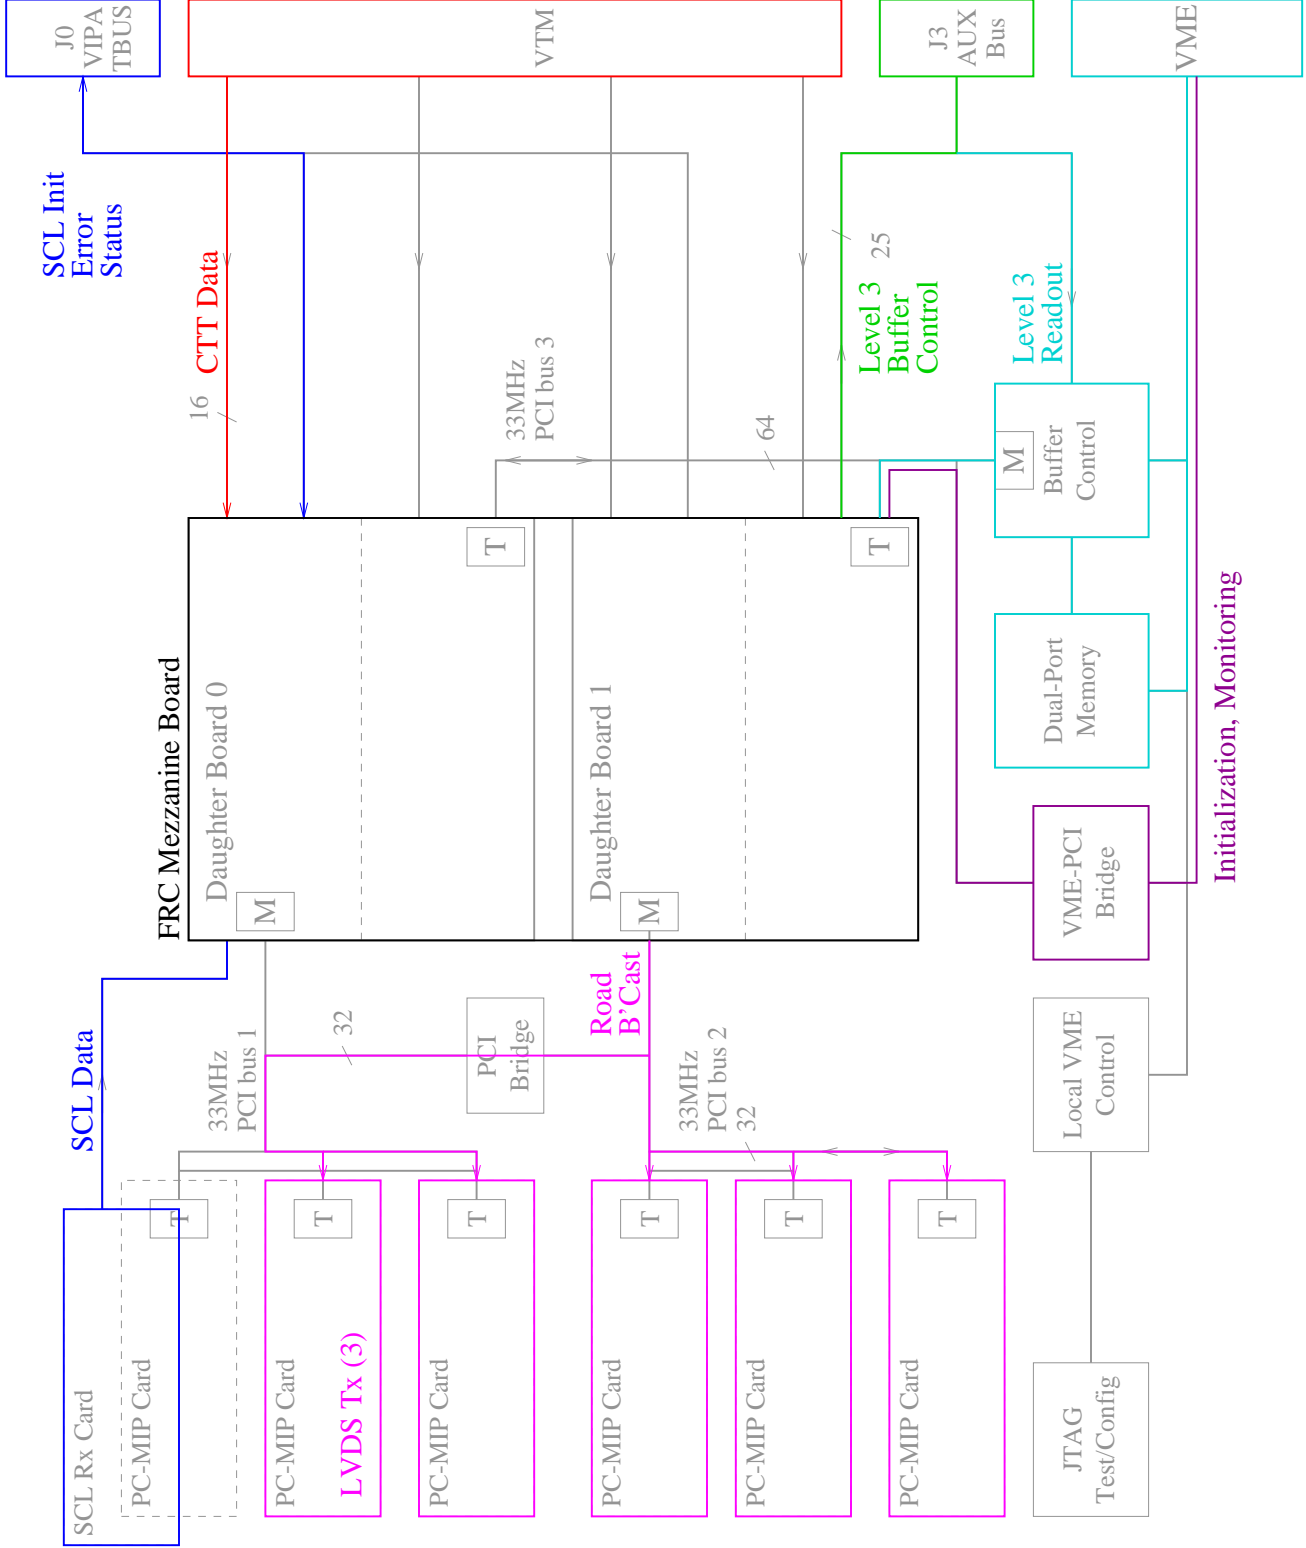 SCL Rx Card
PC-MIP Card
T
SCL Data
SCL Init
Error
Status
J0
VIPA
TBUS
PC-MIP Card
LVDS Tx (3)
T
33MHz
PCI bus 1
32
FRC Mezzanine Board
Daughter Board 0
M
T
16
CTT Data
VTM
PC-MIP Card
T
PCI
Bridge
33MHz
PCI bus 3
PC-MIP Card
T
Road
B'Cast
Daughter Board 1
M
T
64
PC-MIP Card
T
33MHz
PCI bus 2
32
Level 3
Buffer
Control
25
J3
AUX
Bus
PC-MIP Card
T
JTAG
Test/Config
Local VME
Control
VME-PCI
Bridge
Dual-Port
Memory
M
Buffer
Control
Level 3
Readout
VME
Initialization, Monitoring